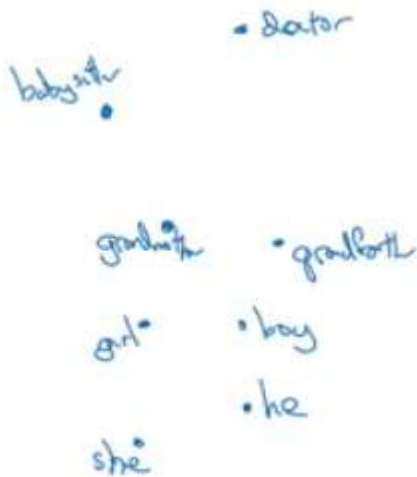 doctor
babysitter
grandmother
grandfather
girl
boy
he
she